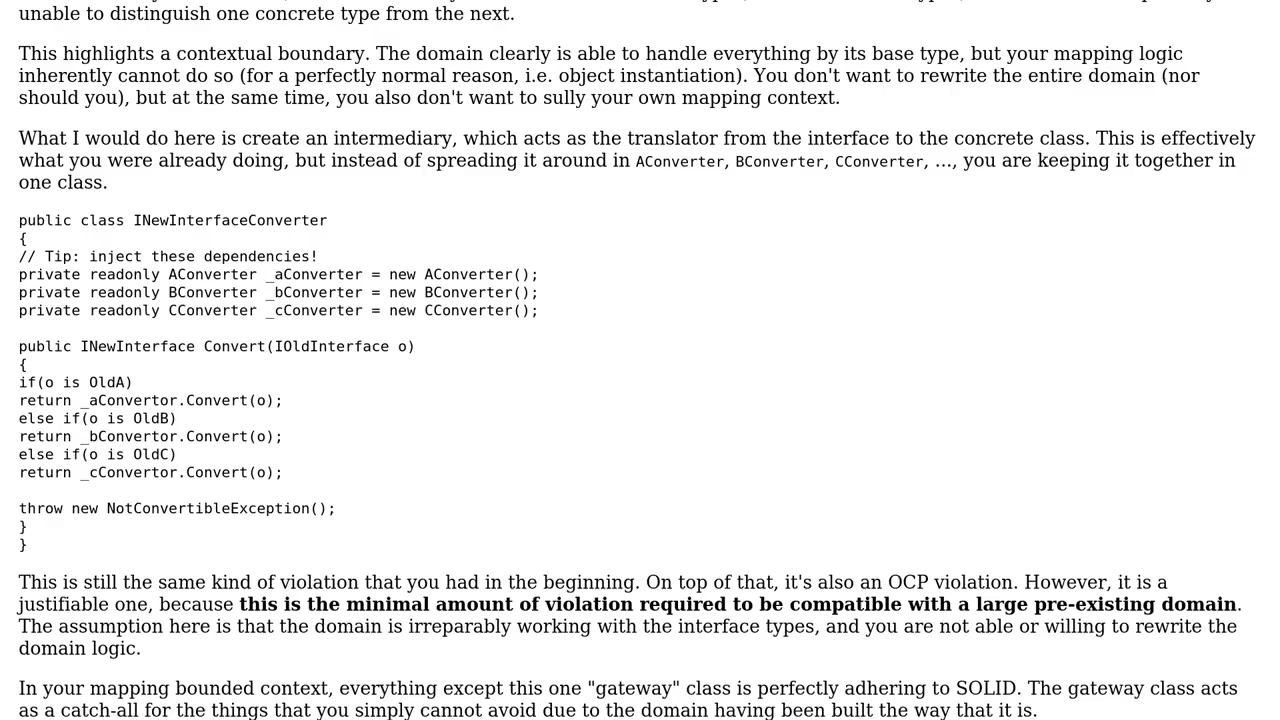 unable to distinguish one concrete type from the next.
This highlights a contextual boundary. The domain clearly is able to handle everything by its base type, but your mapping logic
inherently cannot do so (for a perfectly normal reason, i.e. object instantiation). You don't want to rewrite the entire domain (nor
should you), but at the same time, you also don't want to sully your own mapping context.
What I would do here is create an intermediary, which acts as the translator from the interface to the concrete class. This is effectively
what you were already doing, but instead of spreading it around in AConverter, BConverter, CConverter, ..., you are keeping it together in
one class.
public class INewInterfaceConverter
{
// Tip: inject these dependencies!
private readonly AConverter _aConverter = new AConverter();
private readonly BConverter _bConverter = new BConverter();
private readonly CConverter _cConverter = new CConverter();
public INewInterface Convert(IOldInterface o)
{
if(o is OldA)
return _aConvertor.Convert(o);
else if(o is OldB)
return _bConvertor.Convert(o);
else if(o is OldC)
return _cConvertor.Convert(o);
throw new NotConvertibleException();
}
}
This is still the same kind of violation that you had in the beginning. On top of that, it's also an OCP violation. However, it is a
justifiable one, because this is the minimal amount of violation required to be compatible with a large pre-existing domain.
The assumption here is that the domain is irreparably working with the interface types, and you are not able or willing to rewrite the
domain logic.
In your mapping bounded context, everything except this one "gateway" class is perfectly adhering to SOLID. The gateway class acts
as a catch-all for the things that you simply cannot avoid due to the domain having been built the way that it is.